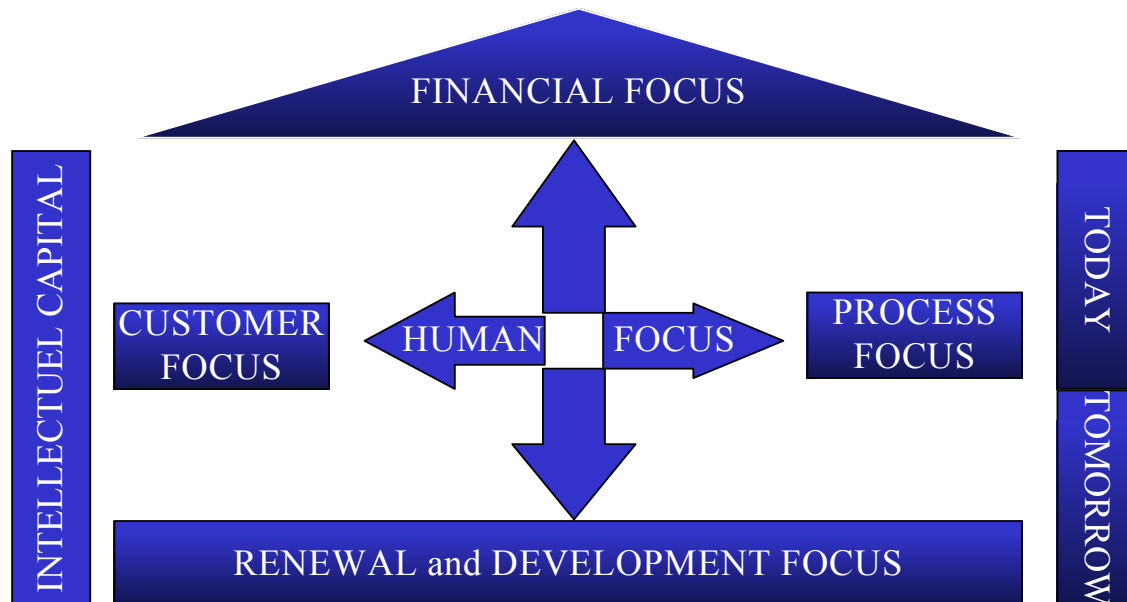 FINANCIAL FOCUS
INTELLECTUEL CAPITAL
TODAY
CUSTOMER
FOCUS
HUMAN
FOCUS
PROCESS
FOCUS
TOMORROW
RENEWAL and DEVELOPMENT FOCUS